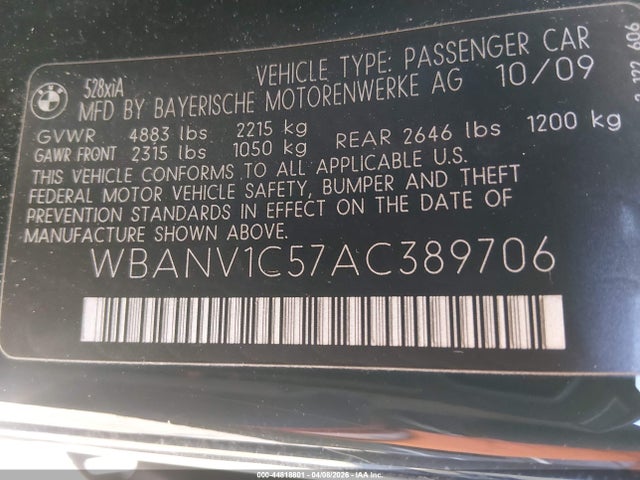 BMW
528xiA
VEHICLE TYPE: PASSENGER CAR
MFD BY BAYERISCHE MOTORENWERKE AG 10/09
GVWR 4883 lbs 2215 kg
GAWR FRONT 2315 lbs 1050 kg REAR 2646 lbs 1200 kg
THIS VEHICLE CONFORMS TO ALL APPLICABLE U.S.
FEDERAL MOTOR VEHICLE SAFETY, BUMPER AND THEFT
PREVENTION STANDARDS IN EFFECT ON THE DATE OF
MANUFACTURE SHOWN ABOVE.
WBANV1C57AC389706
000-44818801 - 04/08/2026 - IAA Inc.